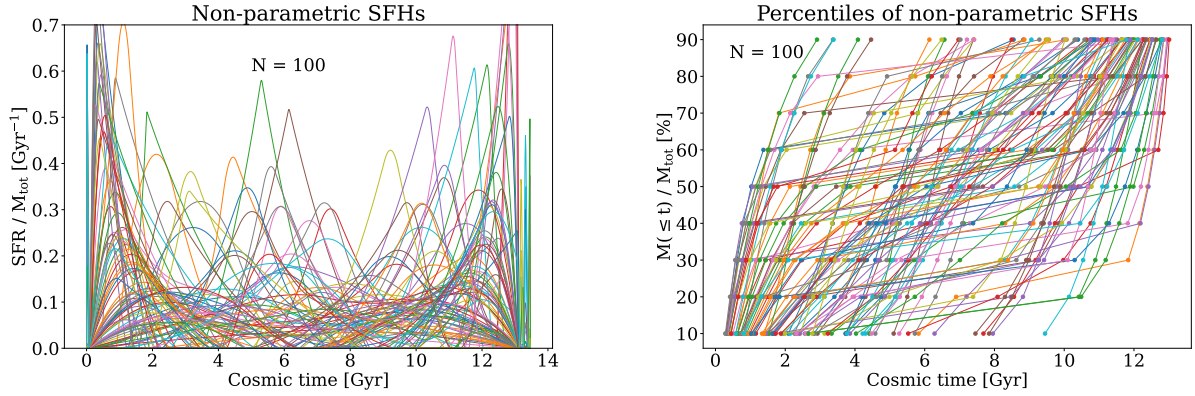 Non-parametric SFHs
0.7
0.6
0.5
0.4
0.3
0.2
0.1
0.0
SFR / M_tot [Gyr⁻¹]
N = 100
0 2 4 6 8 10 12 14
Cosmic time [Gyr]
Percentiles of non-parametric SFHs
90
80
70
60
50
40
30
20
10
M( ≤ t) / M_tot [%]
N = 100
0 2 4 6 8 10 12
Cosmic time [Gyr]